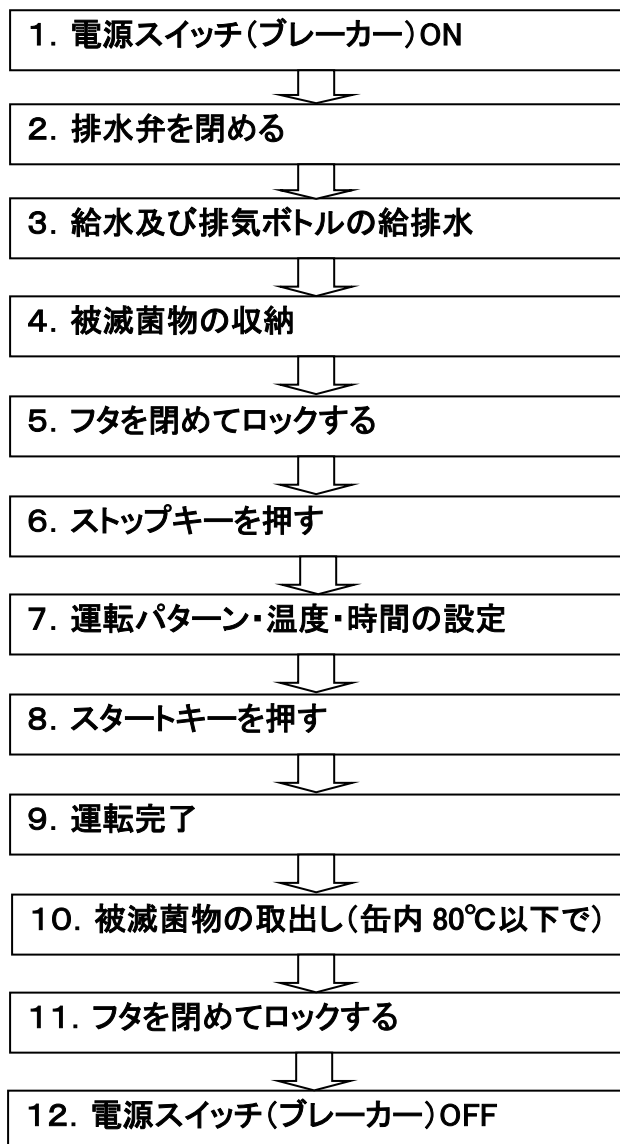 １．電源スイッチ（ブレーカー）ON
２．排水弁を閉める
３．給水及び排気ボトルの給排水
４．被滅菌物の収納
５．フタを閉めてロックする
６．ストップキーを押す
７．運転パターン・温度・時間の設定
８．スタートキーを押す
９．運転完了
１０．被滅菌物の取出し（缶内 80℃以下で）
１１．フタを閉めてロックする
１２．電源スイッチ（ブレーカー）OFF